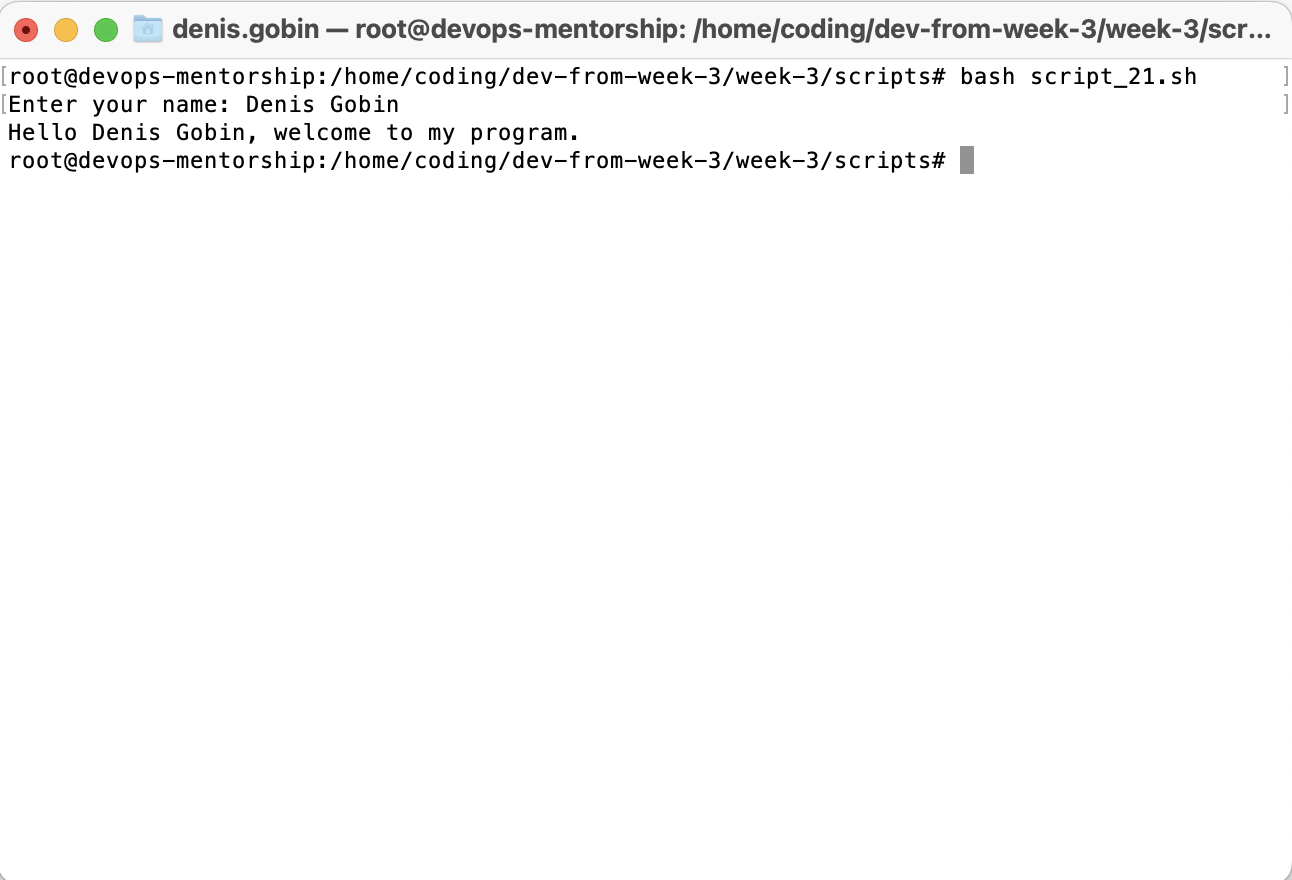 denis.gobin — root@devops-mentorship: /home/coding/dev-from-week-3/week-3/scr...
[root@devops-mentorship:/home/coding/dev-from-week-3/week-3/scripts# bash script_21.sh ]
[Enter your name: Denis Gobin ]
Hello Denis Gobin, welcome to my program.
root@devops-mentorship:/home/coding/dev-from-week-3/week-3/scripts#